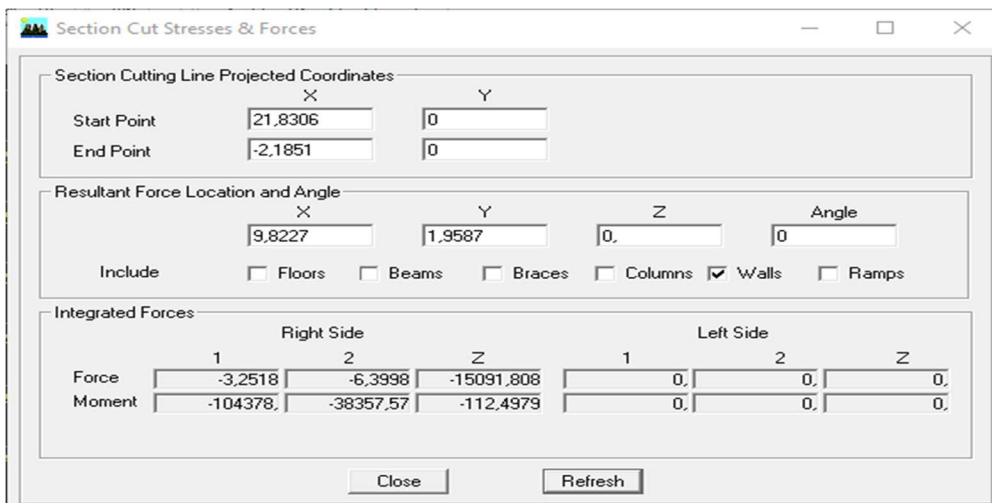 Section Cut Stresses & Forces
Section Cutting Line Projected Coordinates
X Y
Start Point 21,8306 0
End Point -2,1851 0
Resultant Force Location and Angle
X Y Z Angle
9,8227 1,9587 0, 0
Include Floors Beams Braces Columns Walls Ramps
Integrated Forces
Right Side Left Side
1 2 Z 1 2 Z
Force -3,2518 -6,3998 -15091,808 0, 0, 0,
Moment -104378, -38357,57 -112,4979 0, 0, 0,
Close Refresh